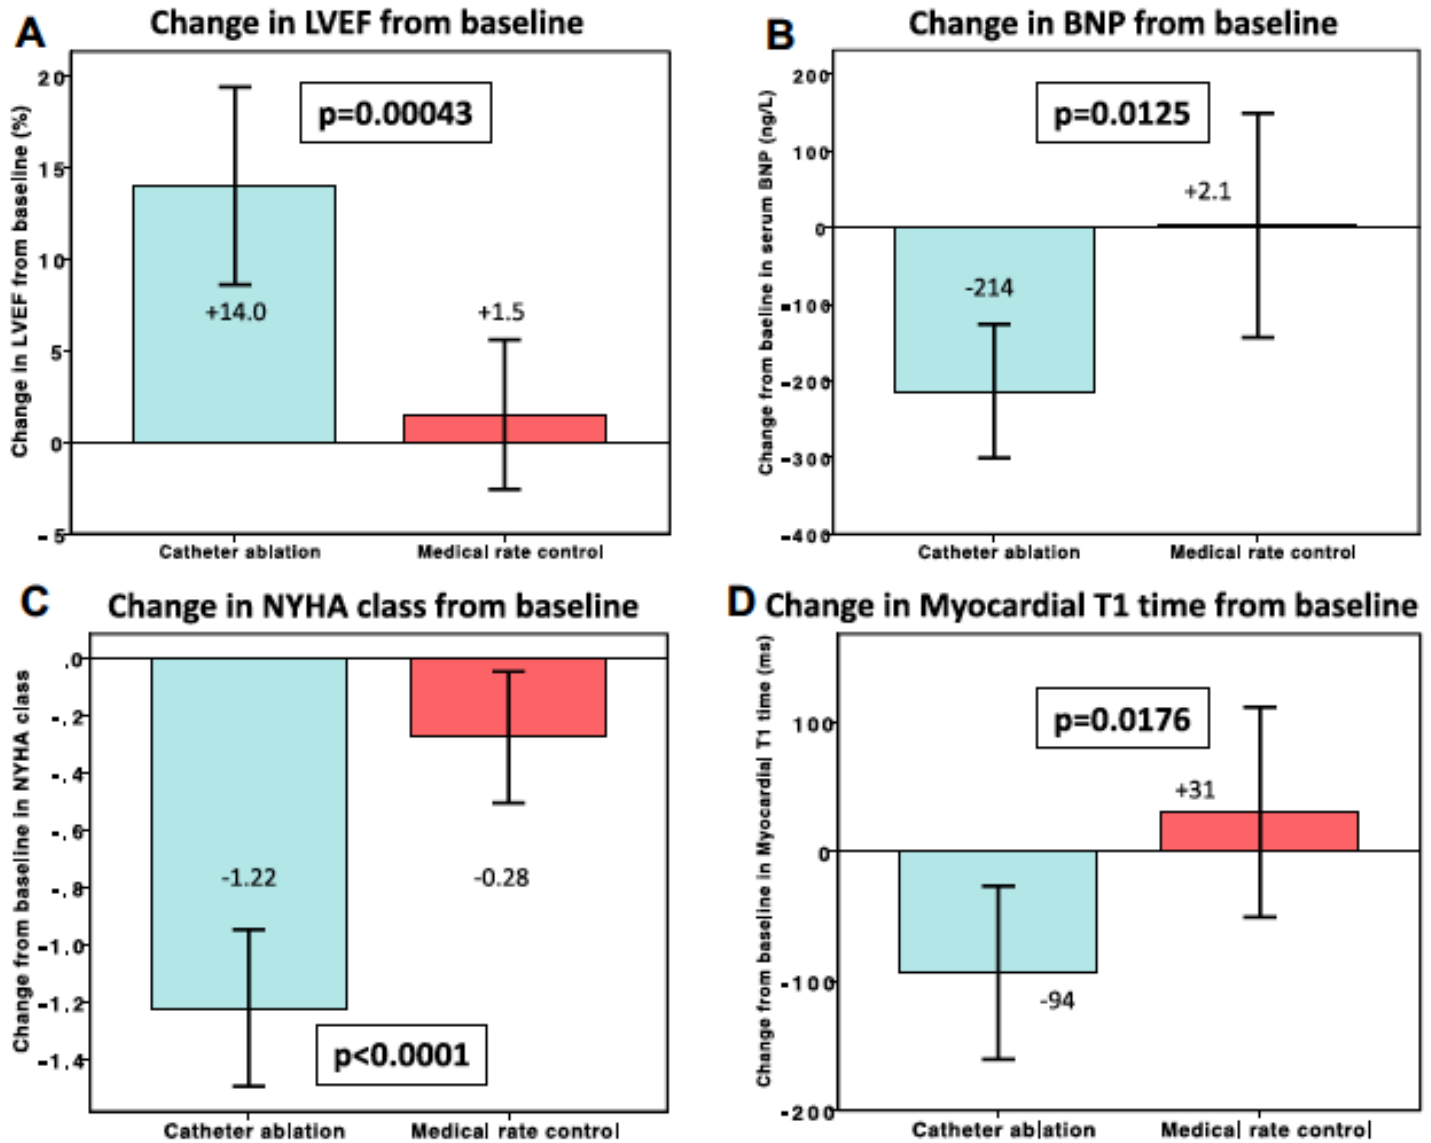 A
Change in LVEF from baseline
Change in LVEF from baseline (%)
20
15
10
5
0
-5
p=0.00043
+14.0
+1.5
Catheter ablation
Medical rate control
B
Change in BNP from baseline
Change from baeline in serum BNP (ng/L)
200
100
0
-100
-200
-300
-400
p=0.0125
+2.1
-214
Catheter ablation
Medical rate control
C
Change in NYHA class from baseline
Change from baseline in NYHA class
.0
-.2
-.4
-.6
-.8
-1.0
-1.2
-1.4
-1.22
-0.28
p<0.0001
Catheter ablation
Medical rate control
D
Change in Myocardial T1 time from baseline
Change from baseline in Myocardial T1 time (ms)
100
0
-100
-200
p=0.0176
+31
-94
Catheter ablation
Medical rate control